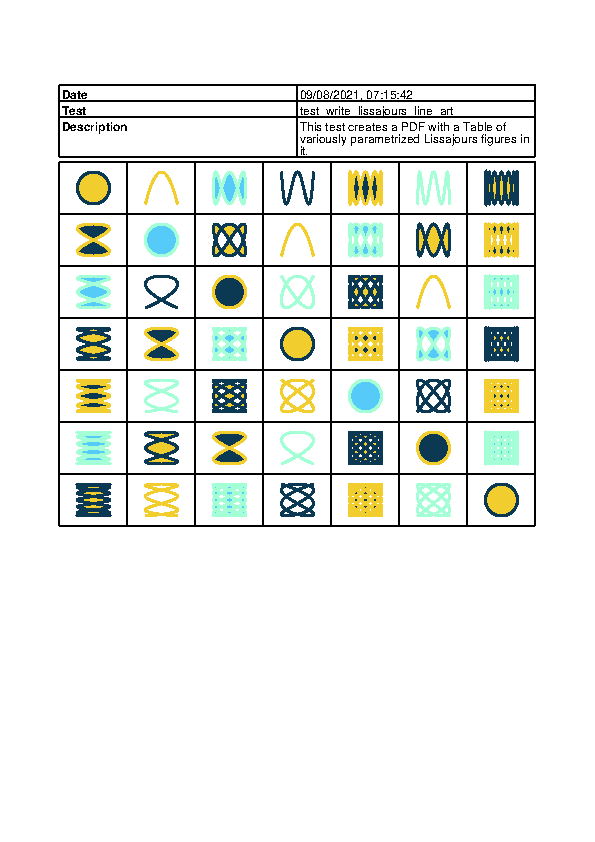 Date 09/08/2021, 07:15:42
Test test_write_lissajours_line_art
Description This test creates a PDF with a Table of
variously parametrized Lissajours figures in
it.